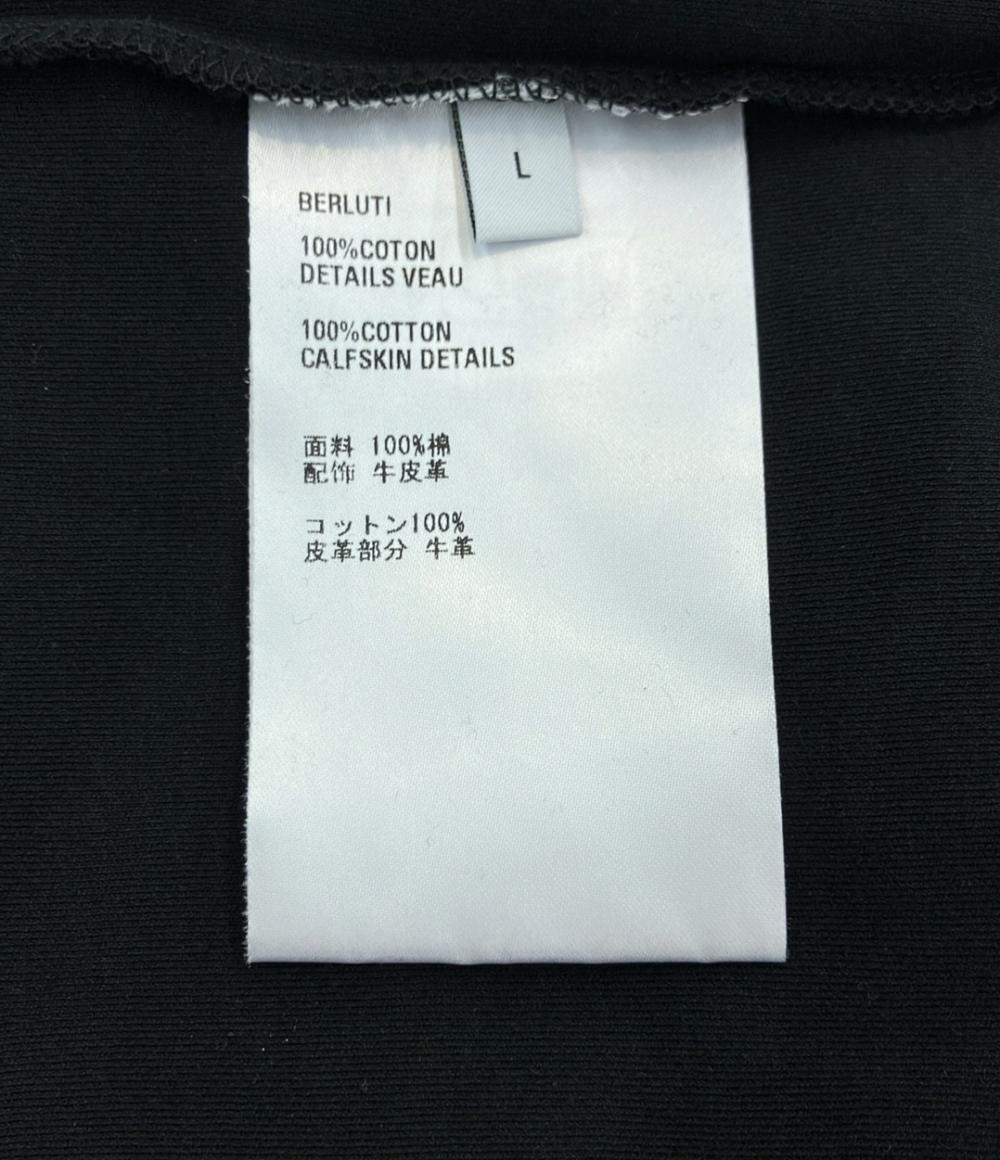 L
BERLUTI
100%COTON
DETAILS VEAU
100%COTTON
CALFSKIN DETAILS
面料 100%棉
配饰 牛皮革
コットン100%
皮革部分 牛革